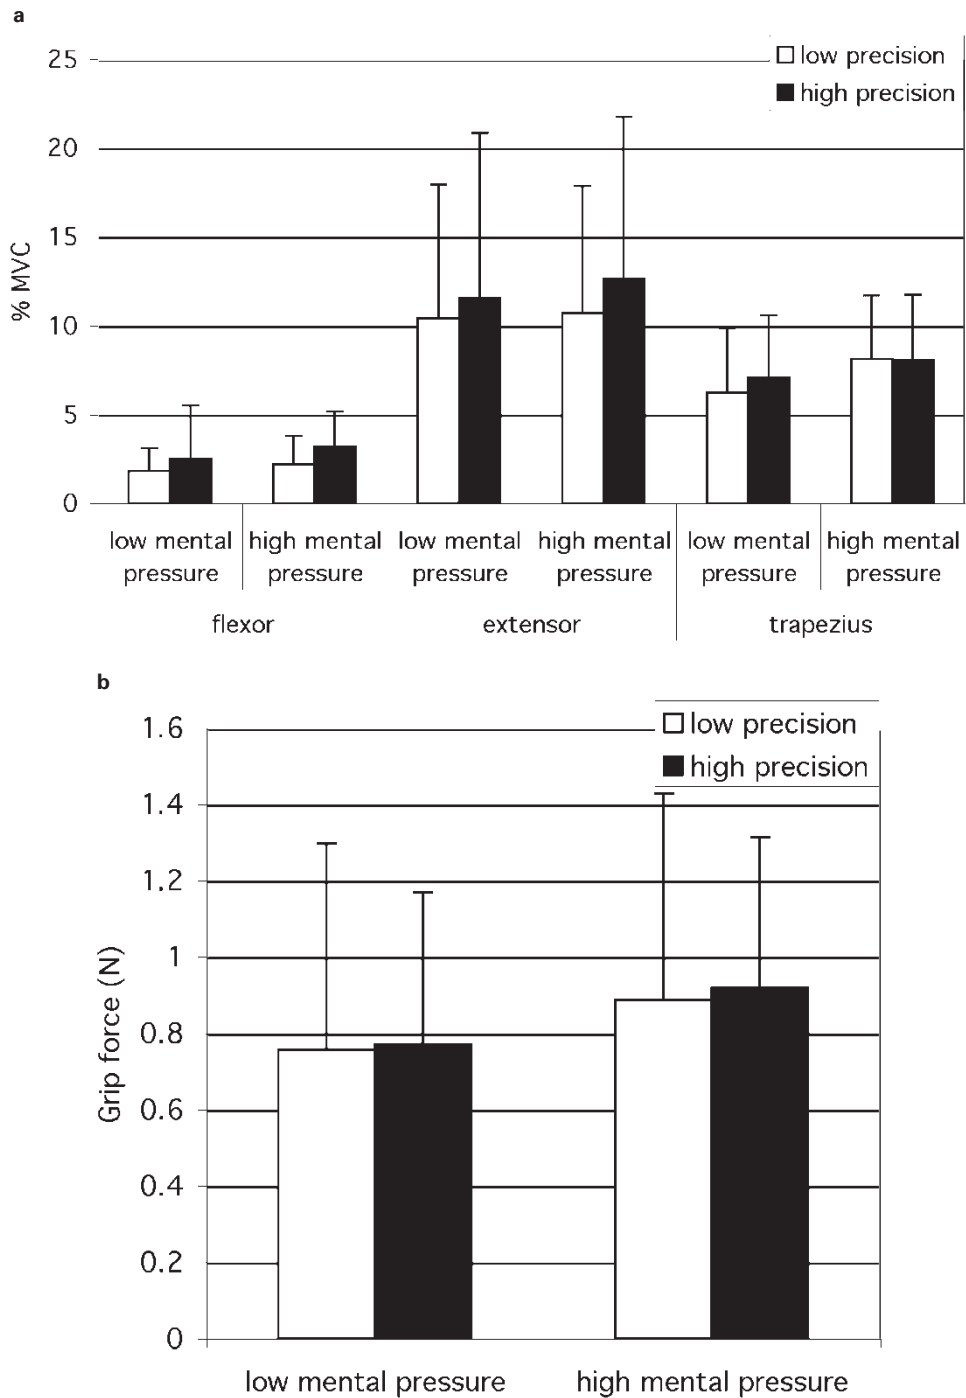 a
25
20
15
10
5
0
% MVC
low precision
high precision
low mental high mental low mental high mental low mental high mental
pressure pressure pressure pressure pressure pressure
flexor extensor trapezius
b
1.6
1.4
1.2
1
0.8
0.6
0.4
0.2
0
Grip force (N)
low precision
high precision
low mental pressure high mental pressure